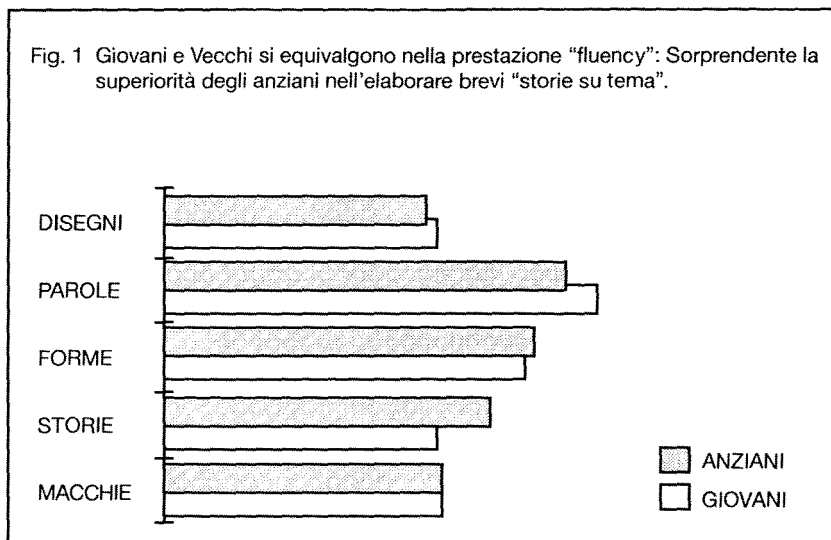 Fig. 1 Giovani e Vecchi si equivalgono nella prestazione “fluency”: Sorprendente la
superiorità degli anziani nell’elaborare brevi “storie su tema”.
DISEGNI
PAROLE
FORME
STORIE
MACCHIE
ANZIANI
GIOVANI